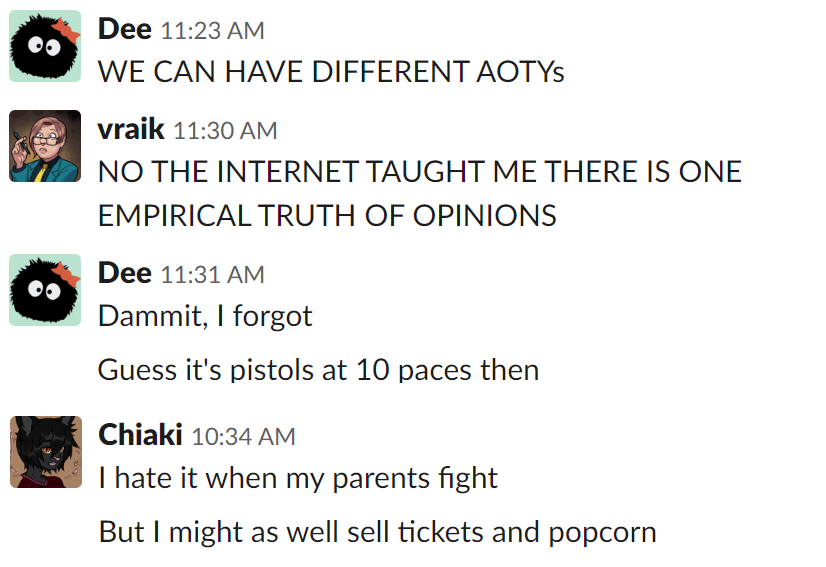 Dee 11:23 AM
WE CAN HAVE DIFFERENT AOTYs
vraik 11:30 AM
NO THE INTERNET TAUGHT ME THERE IS ONE
EMPIRICAL TRUTH OF OPINIONS
Dee 11:31 AM
Dammit, I forgot
Guess it's pistols at 10 paces then
Chiaki 10:34 AM
I hate it when my parents fight
But I might as well sell tickets and popcorn